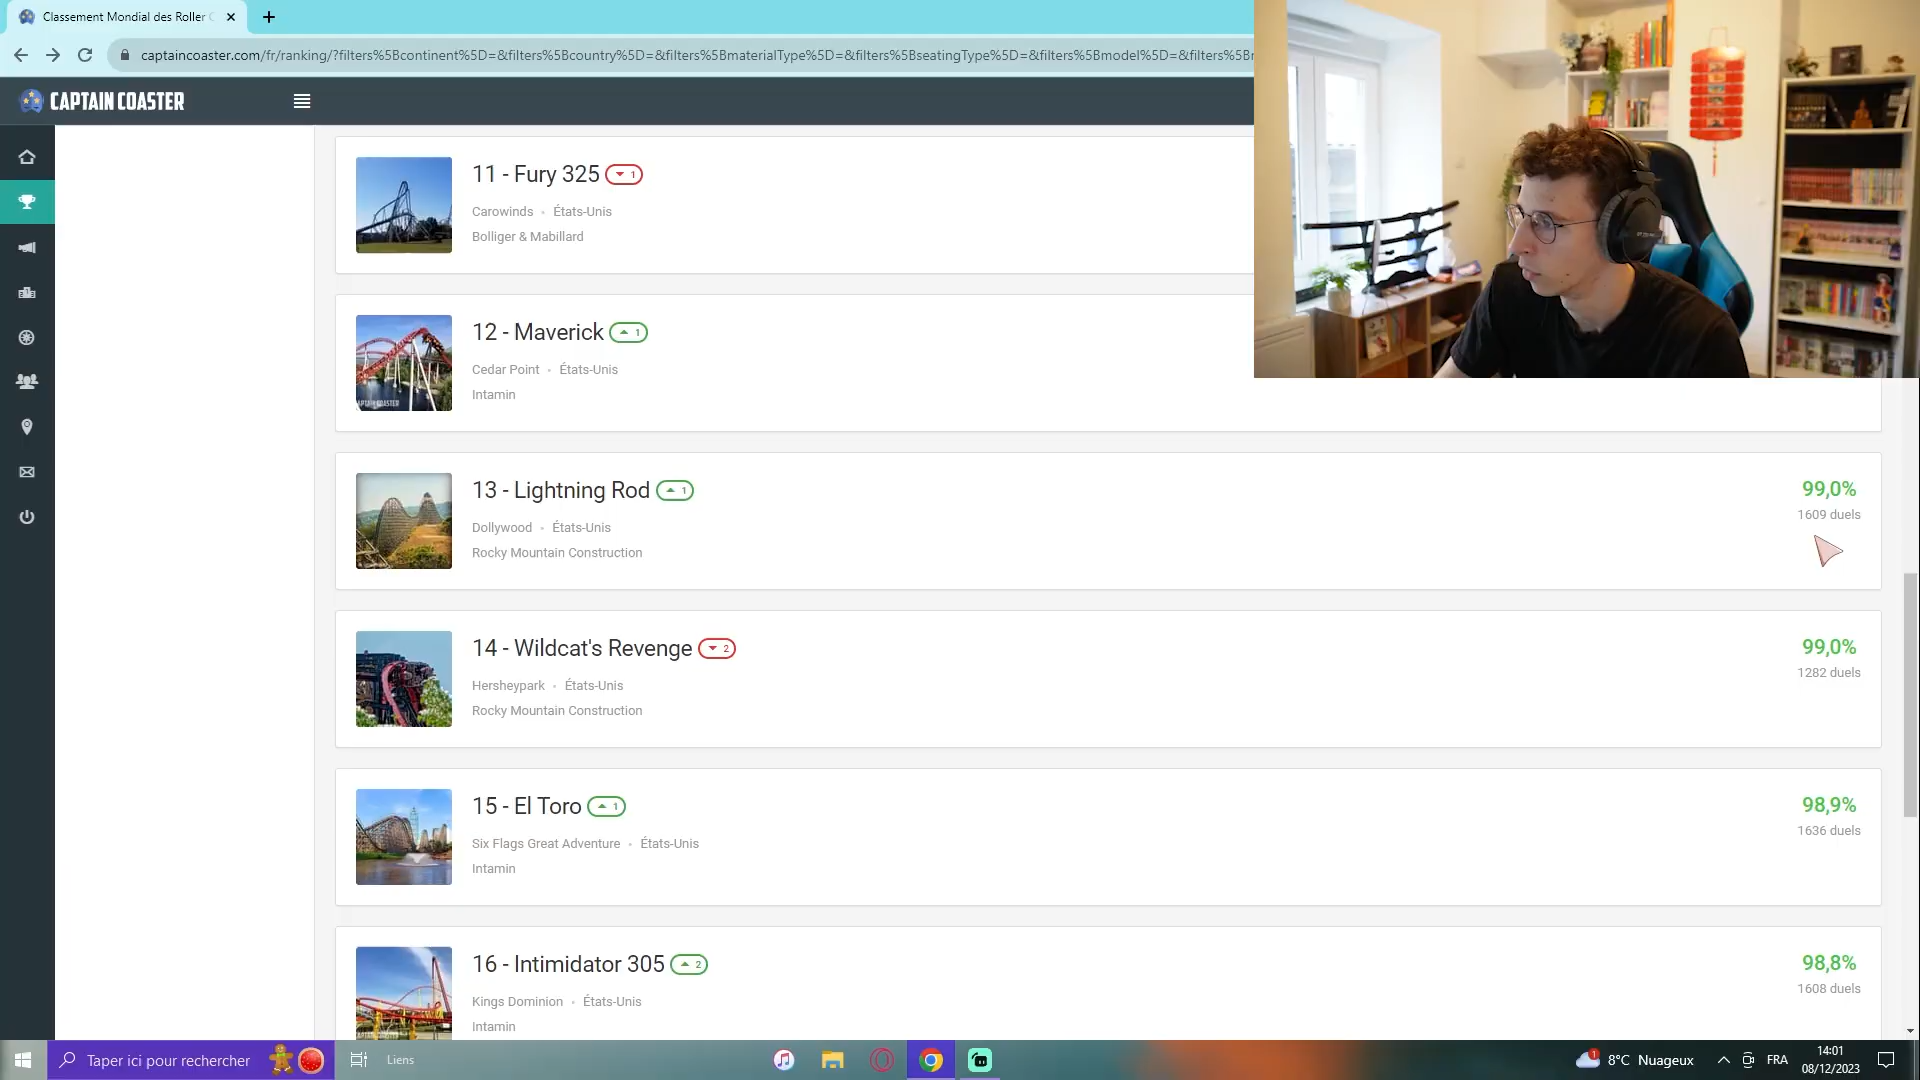 Classement Mondial des Roller C
captaincoaster.com/fr/ranking/?filters%5Bcontinent%5D=&filters%5Bcountry%5D=&filters%5BmaterialType%5D=&filters%5BseatingType%5D=&filters%5Bmodel%5D=&filters%5Br
CAPTAIN COASTER
11 - Fury 325 1
Carowinds • États-Unis
Bolliger & Mabillard
12 - Maverick 1
Cedar Point • États-Unis
Intamin
13 - Lightning Rod 1
99,0%
Dollywood • États-Unis
1609 duels
Rocky Mountain Construction
14 - Wildcat's Revenge 2
99,0%
Hersheypark • États-Unis
1282 duels
Rocky Mountain Construction
15 - El Toro 1
98,9%
Six Flags Great Adventure • États-Unis
1636 duels
Intamin
16 - Intimidator 305 2
98,8%
Kings Dominion • États-Unis
1608 duels
Intamin
Taper ici pour rechercher
Liens
1
8°C Nuageux
FRA
14:01
08/12/2023